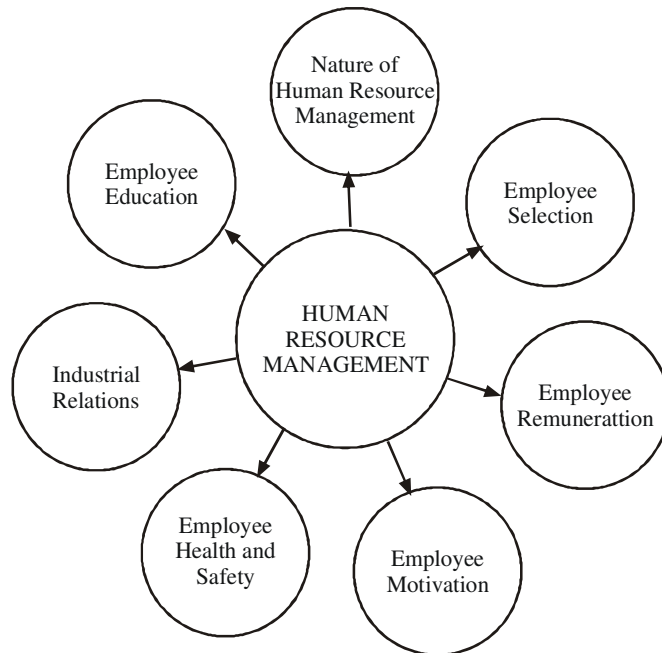 Nature of
Human Resource
Management
Employee
Selection
Employee
Remunerattion
Employee
Motivation
Employee
Health and
Safety
Industrial
Relations
Employee
Education
HUMAN
RESOURCE
MANAGEMENT